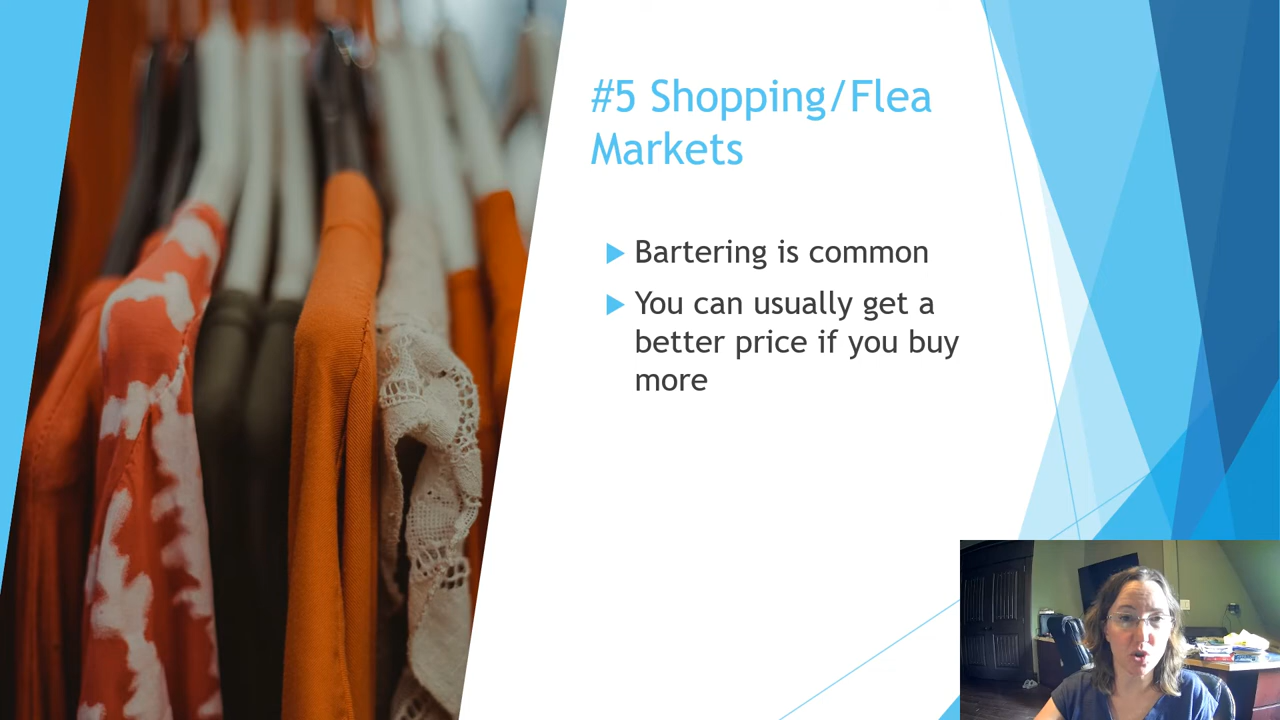 #5 Shopping/Flea
Markets
Bartering is common
You can usually get a
better price if you buy
more